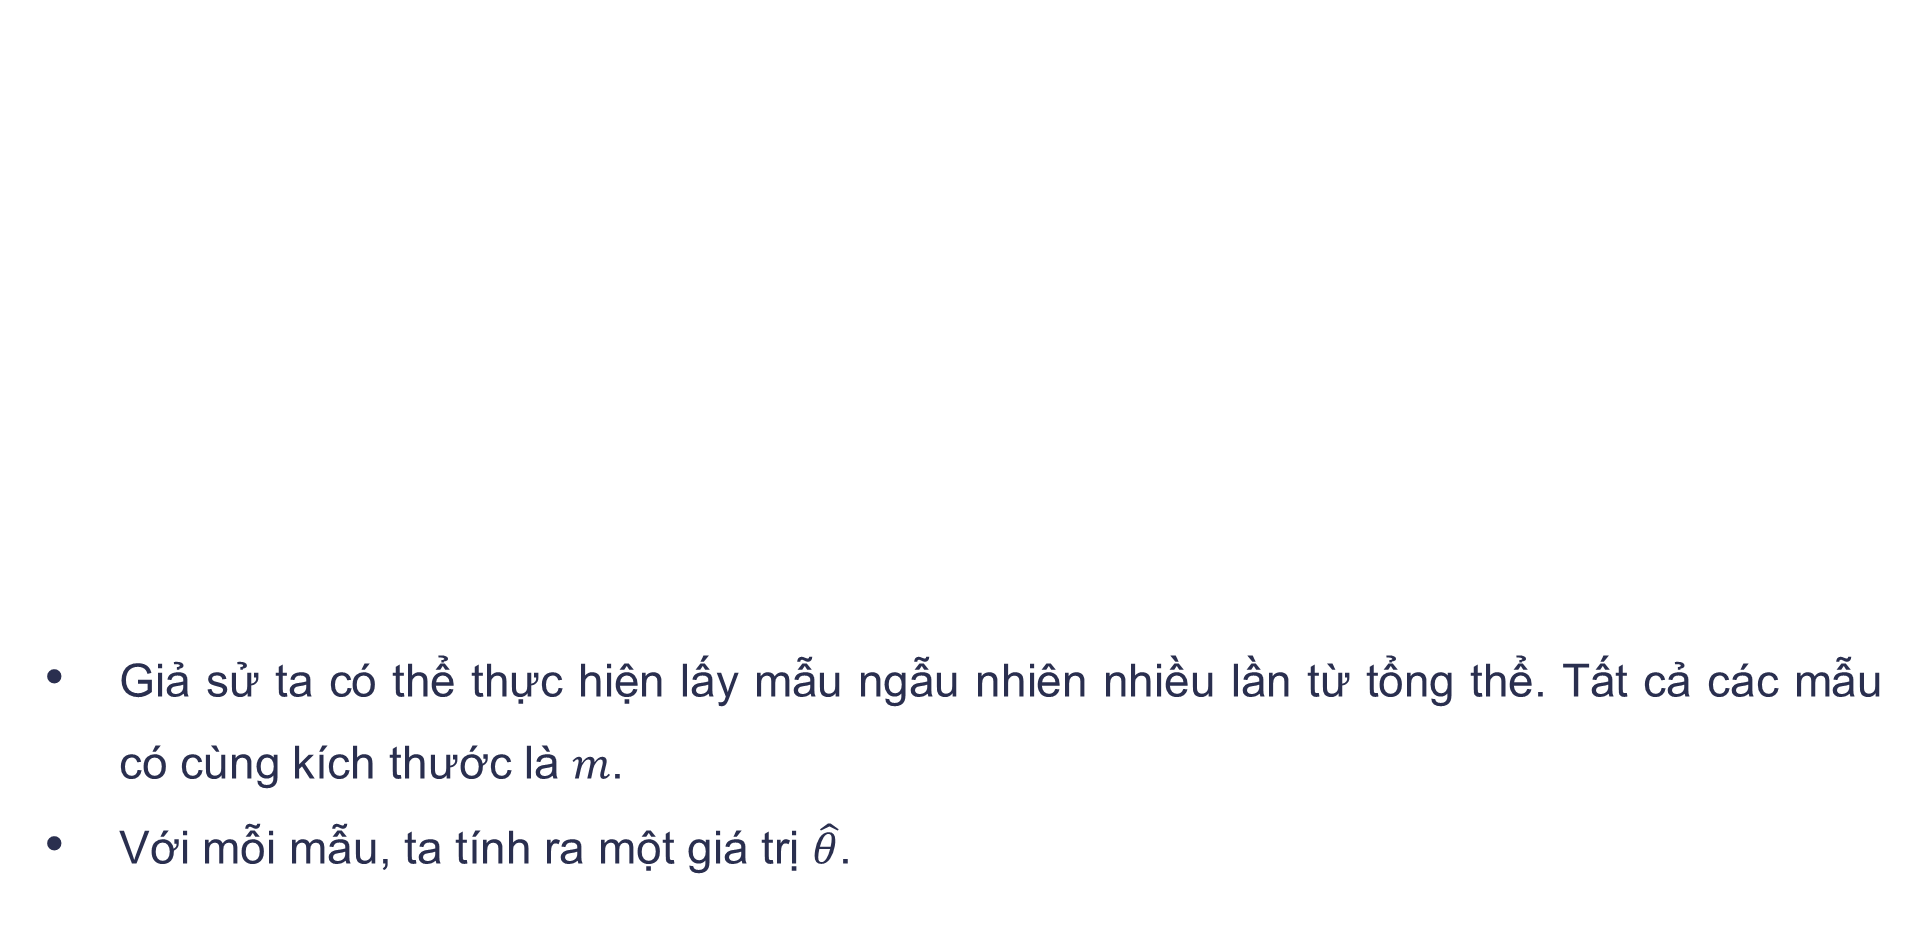 • Giả sử ta có thể thực hiện lấy mẫu ngẫu nhiên nhiều lần từ tổng thể. Tất cả các mẫu
có cùng kích thước là 𝑚.
• Với mỗi mẫu, ta tính ra một giá trị 𝜃̂.